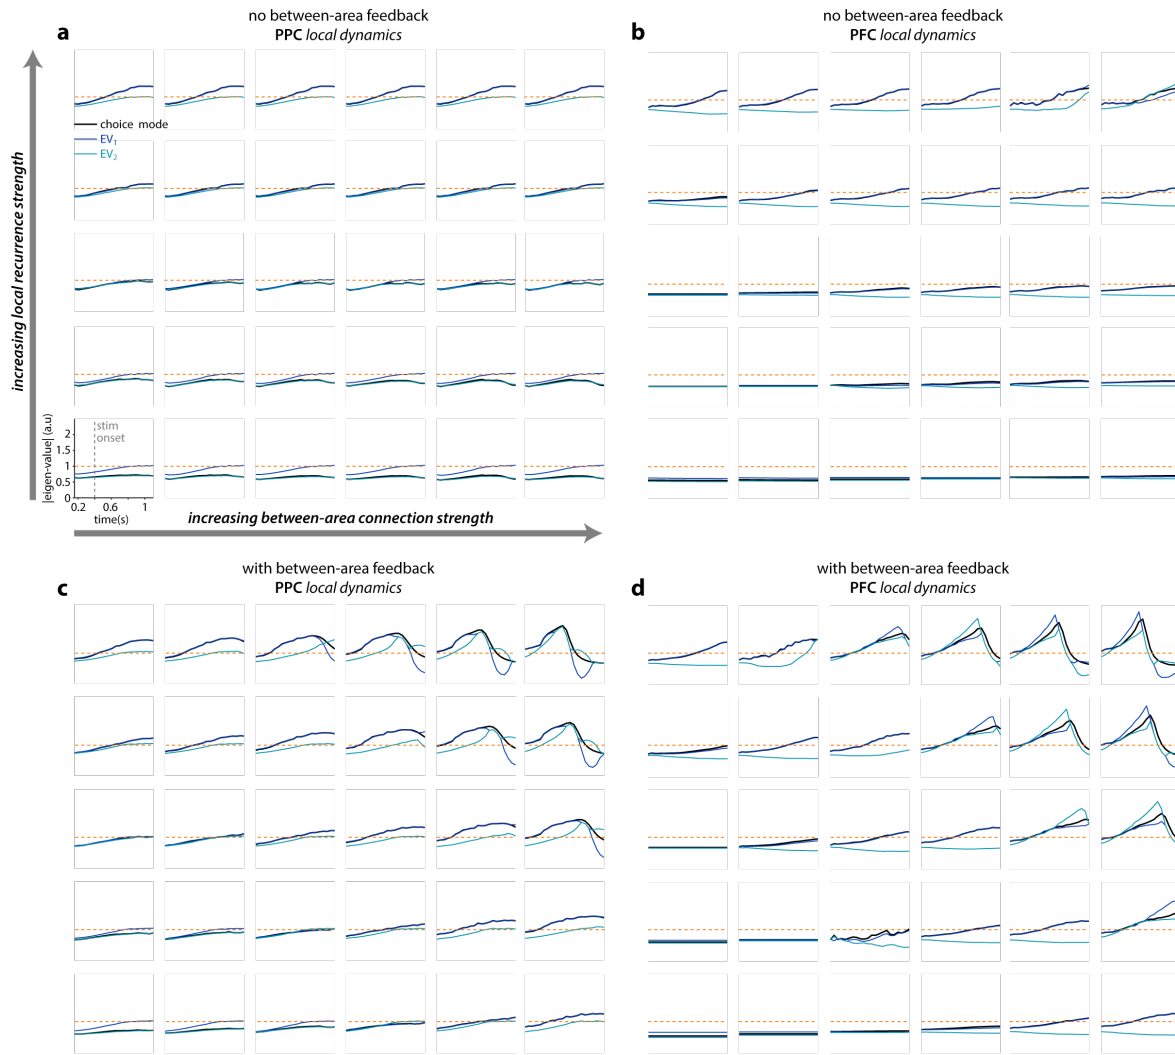 no between-area feedback
a
PPC local dynamics
no between-area feedback
b
PFC local dynamics
increasing local recurrence strength
choice mode
EV1
EV2
|eigen-value| (a.u)
2
1.5
1
0.5
0
stim
onset
0.2 0.6 1
time(s)
increasing between-area connection strength
with between-area feedback
c
PPC local dynamics
with between-area feedback
d
PFC local dynamics